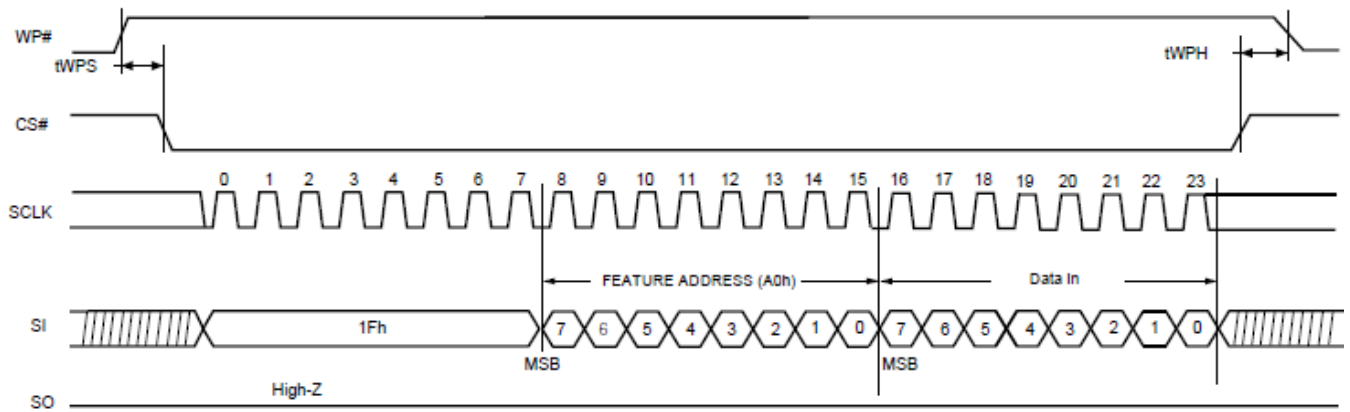 WP#
tWPS
tWPH
CS#
0 1 2 3 4 5 6 7 8 9 10 11 12 13 14 15 16 17 18 19 20 21 22 23
SCLK
FEATURE ADDRESS (A0h)
Data In
SI
1Fh
7 6 5 4 3 2 1 0
7 6 5 4 3 2 1 0
MSB
MSB
High-Z
SO